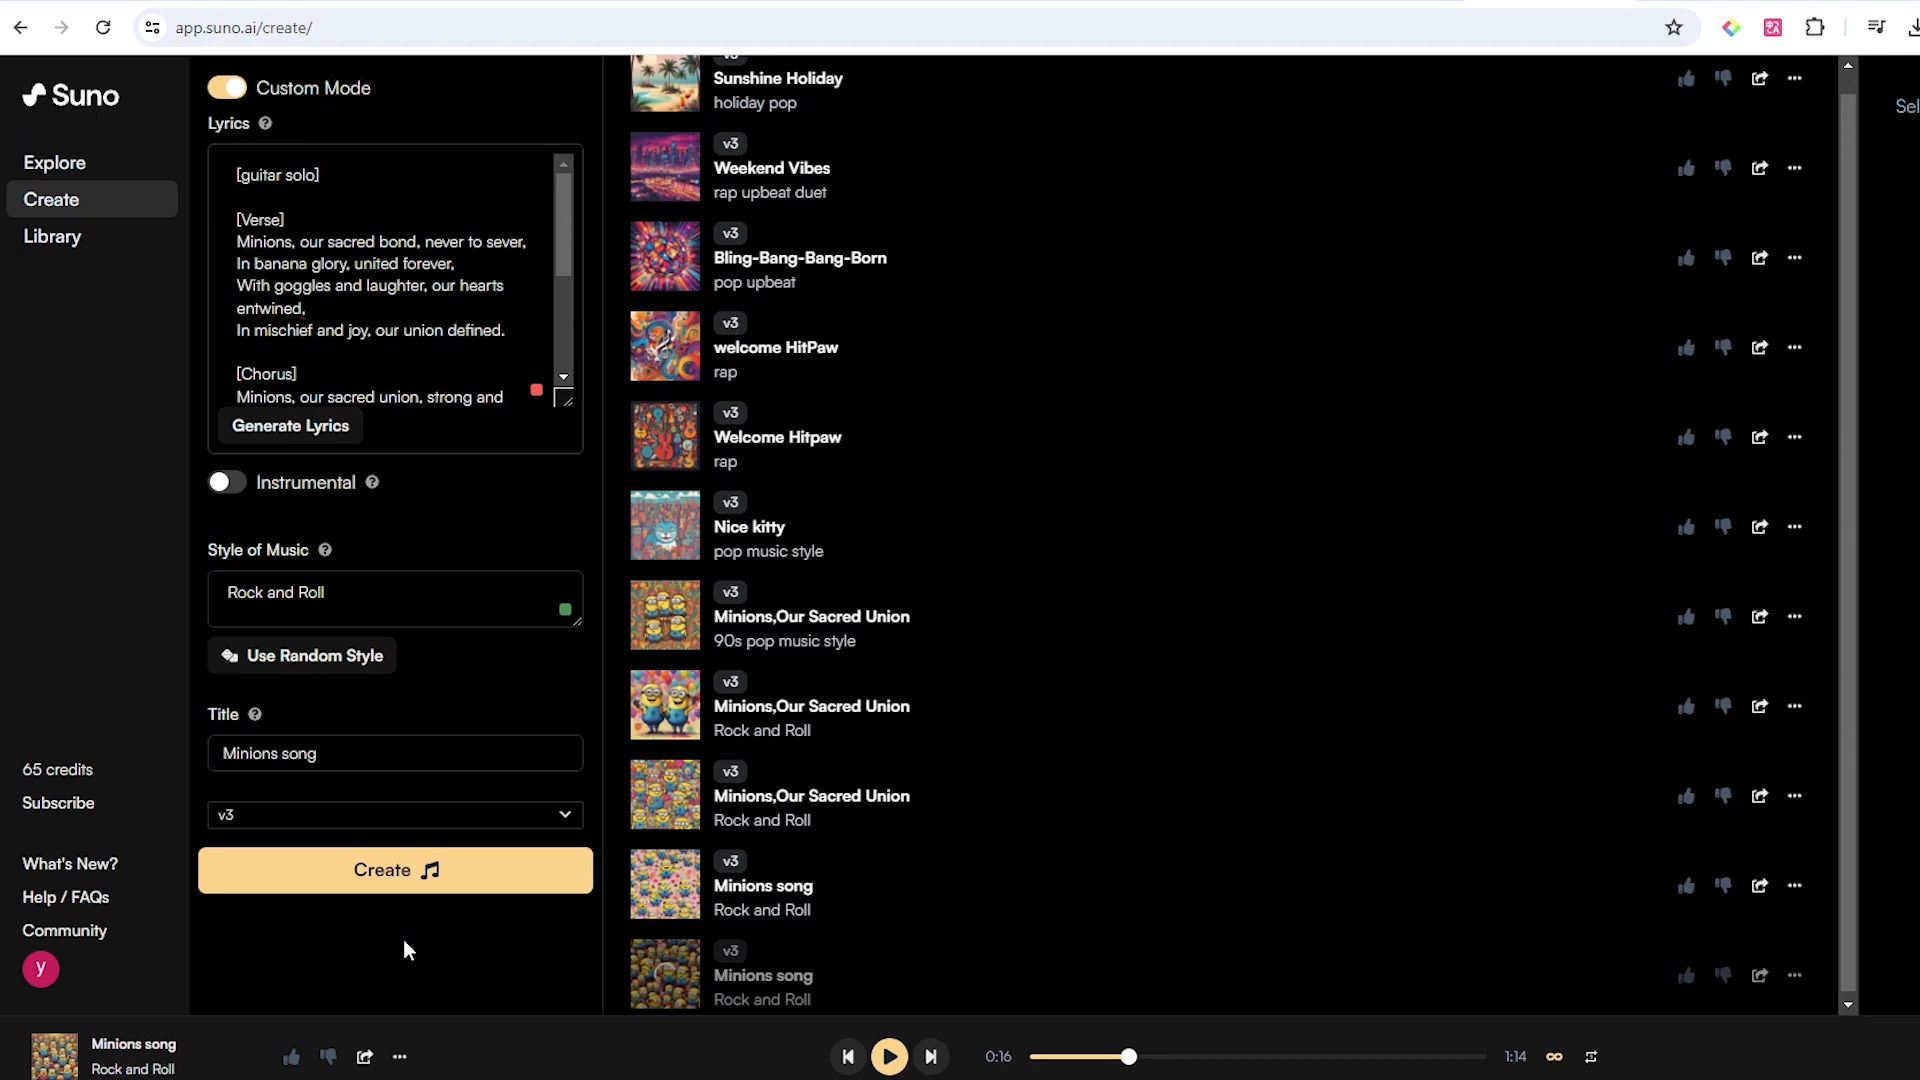 app.suno.ai/create/
Suno
Explore
Create
Library
65 credits
Subscribe
What's New?
Help / FAQs
Community
y
Custom Mode
Lyrics
[guitar solo]
[Verse]
Minions, our sacred bond, never to sever,
In banana glory, united forever,
With goggles and laughter, our hearts
entwined,
In mischief and joy, our union defined.
[Chorus]
Minions, our sacred union, strong and
Generate Lyrics
Instrumental
Style of Music
Rock and Roll
Use Random Style
Title
Minions song
v3
Create
v3
Sunshine Holiday
holiday pop
v3
Weekend Vibes
rap upbeat duet
v3
Bling-Bang-Bang-Born
pop upbeat
v3
welcome HitPaw
rap
v3
Welcome Hitpaw
rap
v3
Nice kitty
pop music style
v3
Minions,Our Sacred Union
90s pop music style
v3
Minions,Our Sacred Union
Rock and Roll
v3
Minions,Our Sacred Union
Rock and Roll
v3
Minions song
Rock and Roll
v3
Minions song
Rock and Roll
Sel
Minions song
Rock and Roll
0:16
1:14